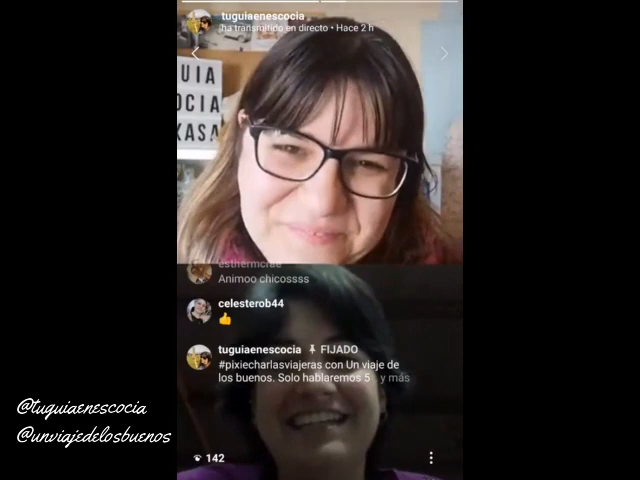 tuguiaenescocia
ha transmitido en directo • Hace 2 h
UIA
OCIA
KASA
esthermcrae
Animoo chicossss
celesterob44
👍
tuguiaenescocia FIJADO
#pixiecharlasviajeras con Un viaje de
los buenos. Solo hablaremos 5 y más
@tuguiaenescocia
@unviajedelosbuenos
142